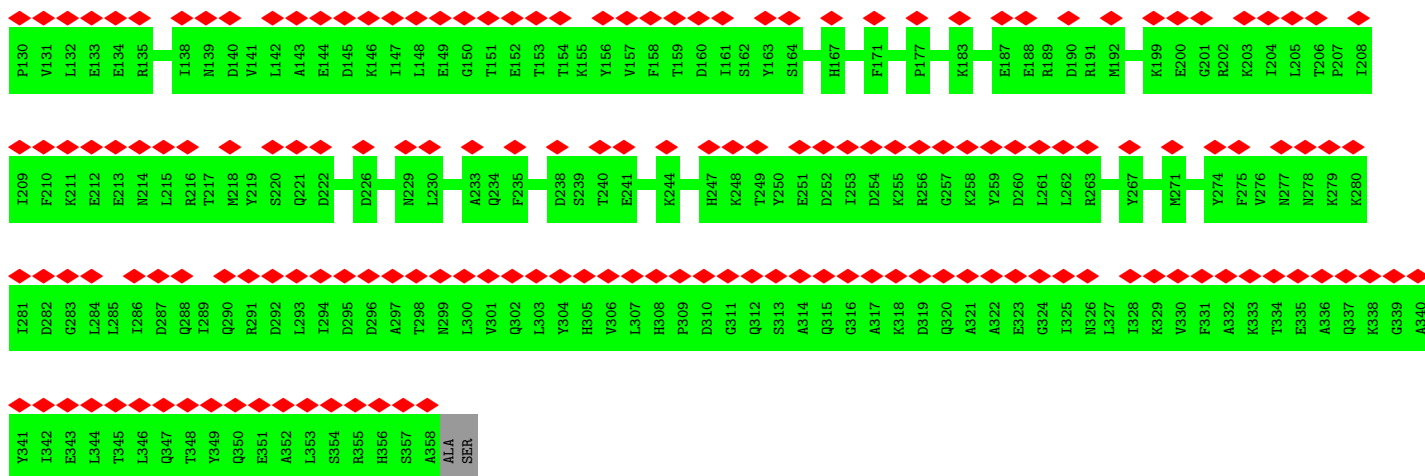 P130 V131 L132 E133 E134 R135 I138 N139 D140 V141 L142 A143 E144 D145 K146 I147 L148 E149 G150 T151 E152 T153 T154 K155 Y156 V157 F158 T159 D160 I161 S162 Y163 S164 H167 F171 P177 K183 E187 E188 R189 D190 R191 M192 K199 E200 G201 R202 K203 I204 L205 T206 P207 I208
I209 F210 K211 E212 E213 N214 L215 R216 T217 M218 Y219 S220 Q221 D222 D226 N229 L230 A233 Q234 F235 D238 S239 T240 E241 K244 H247 K248 T249 Y250 E251 D252 I253 D254 K255 R256 G257 K258 Y259 D260 L261 L262 R263 Y267 M271 Y274 F275 V276 N277 N278 K279 K280
I281 D282 G283 L284 L285 I286 D287 Q288 I289 Q290 R291 D292 L293 I294 D295 D296 A297 T298 N299 L300 V301 Q302 L303 Y304 H305 V306 L307 H308 P309 D310 G311 Q312 S313 A314 Q315 G316 A317 K318 D319 Q320 A321 A322 E323 G324 I325 N326 L327 I328 K329 V330 F331 A332 K333 T334 E335 A336 Q337 K338 G339 A340
Y341 I342 E343 L344 T345 L346 Q347 T348 Y349 Q350 E351 A352 L353 S354 R355 H356 S357 A358 ALA SER